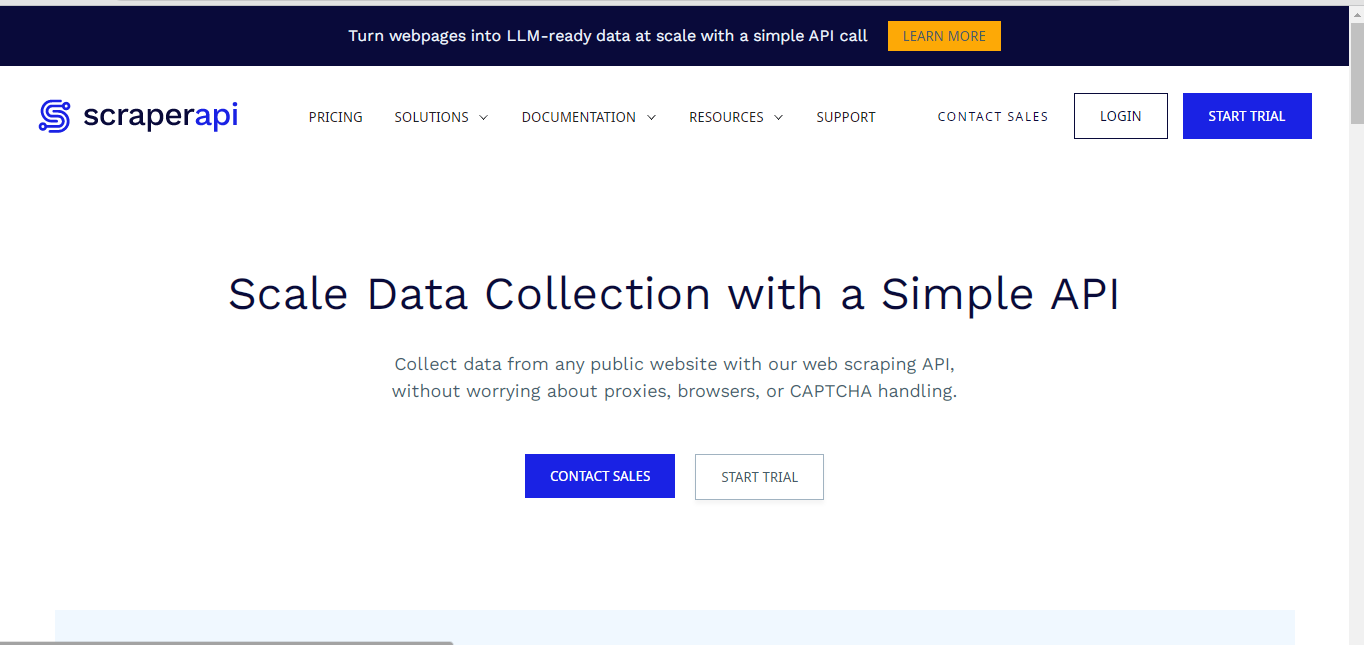 Turn webpages into LLM-ready data at scale with a simple API call LEARN MORE
scraperapi PRICING SOLUTIONS DOCUMENTATION RESOURCES SUPPORT CONTACT SALES LOGIN START TRIAL
Scale Data Collection with a Simple API
Collect data from any public website with our web scraping API,
without worrying about proxies, browsers, or CAPTCHA handling.
CONTACT SALES START TRIAL